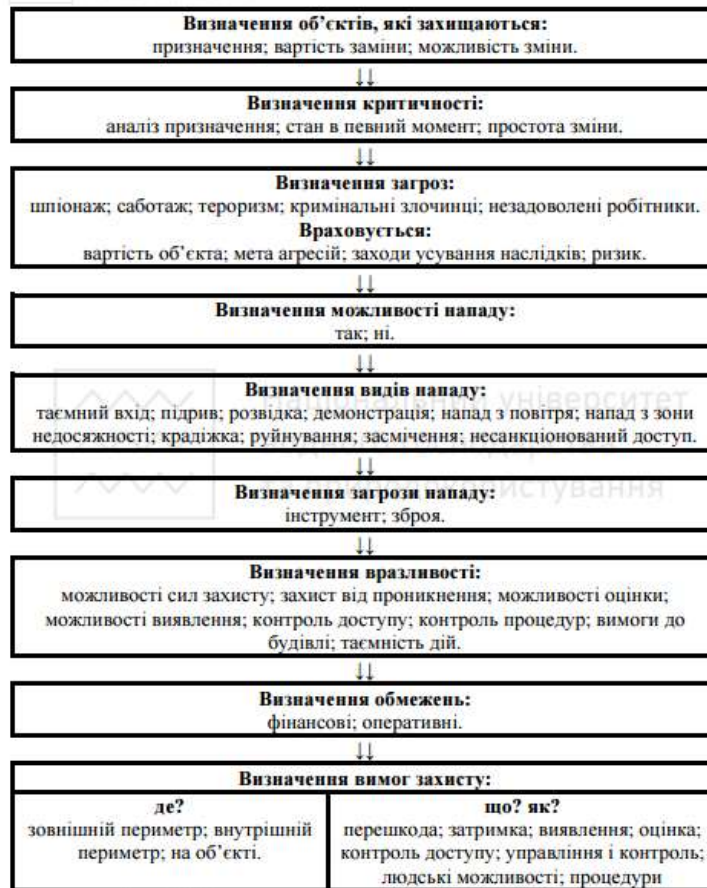 Визначення об’єктів, які захищаються:
призначення; вартість заміни; можливість зміни.
↓↓
Визначення критичності:
аналіз призначення; стан в певний момент; простота зміни.
↓↓
Визначення загроз:
шпіонаж; саботаж; тероризм; кримінальні злочинці; незадоволені робітники.
Враховується:
вартість об’єкта; мета агресій; заходи усування наслідків; ризик.
↓↓
Визначення можливості нападу:
так; ні.
↓↓
Визначення видів нападу:
таємний вхід; підрив; розвідка; демонстрація; напад з повітря; напад з зони
недосяжності; крадіжка; руйнування; засмічення; несанкціонований доступ.
↓↓
Визначення загрози нападу:
інструмент; зброя.
↓↓
Визначення вразливості:
можливості сил захисту; захист від проникнення; можливості оцінки;
можливості виявлення; контроль доступу; контроль процедур; вимоги до
будівлі; таємність дій.
↓↓
Визначення обмежень:
фінансові; оперативні.
↓↓
Визначення вимог захисту:
де?
зовнішній периметр; внутрішній
периметр; на об’єкті.
що? як?
перешкода; затримка; виявлення; оцінка;
контроль доступу; управління і контроль;
людські можливості; процедури